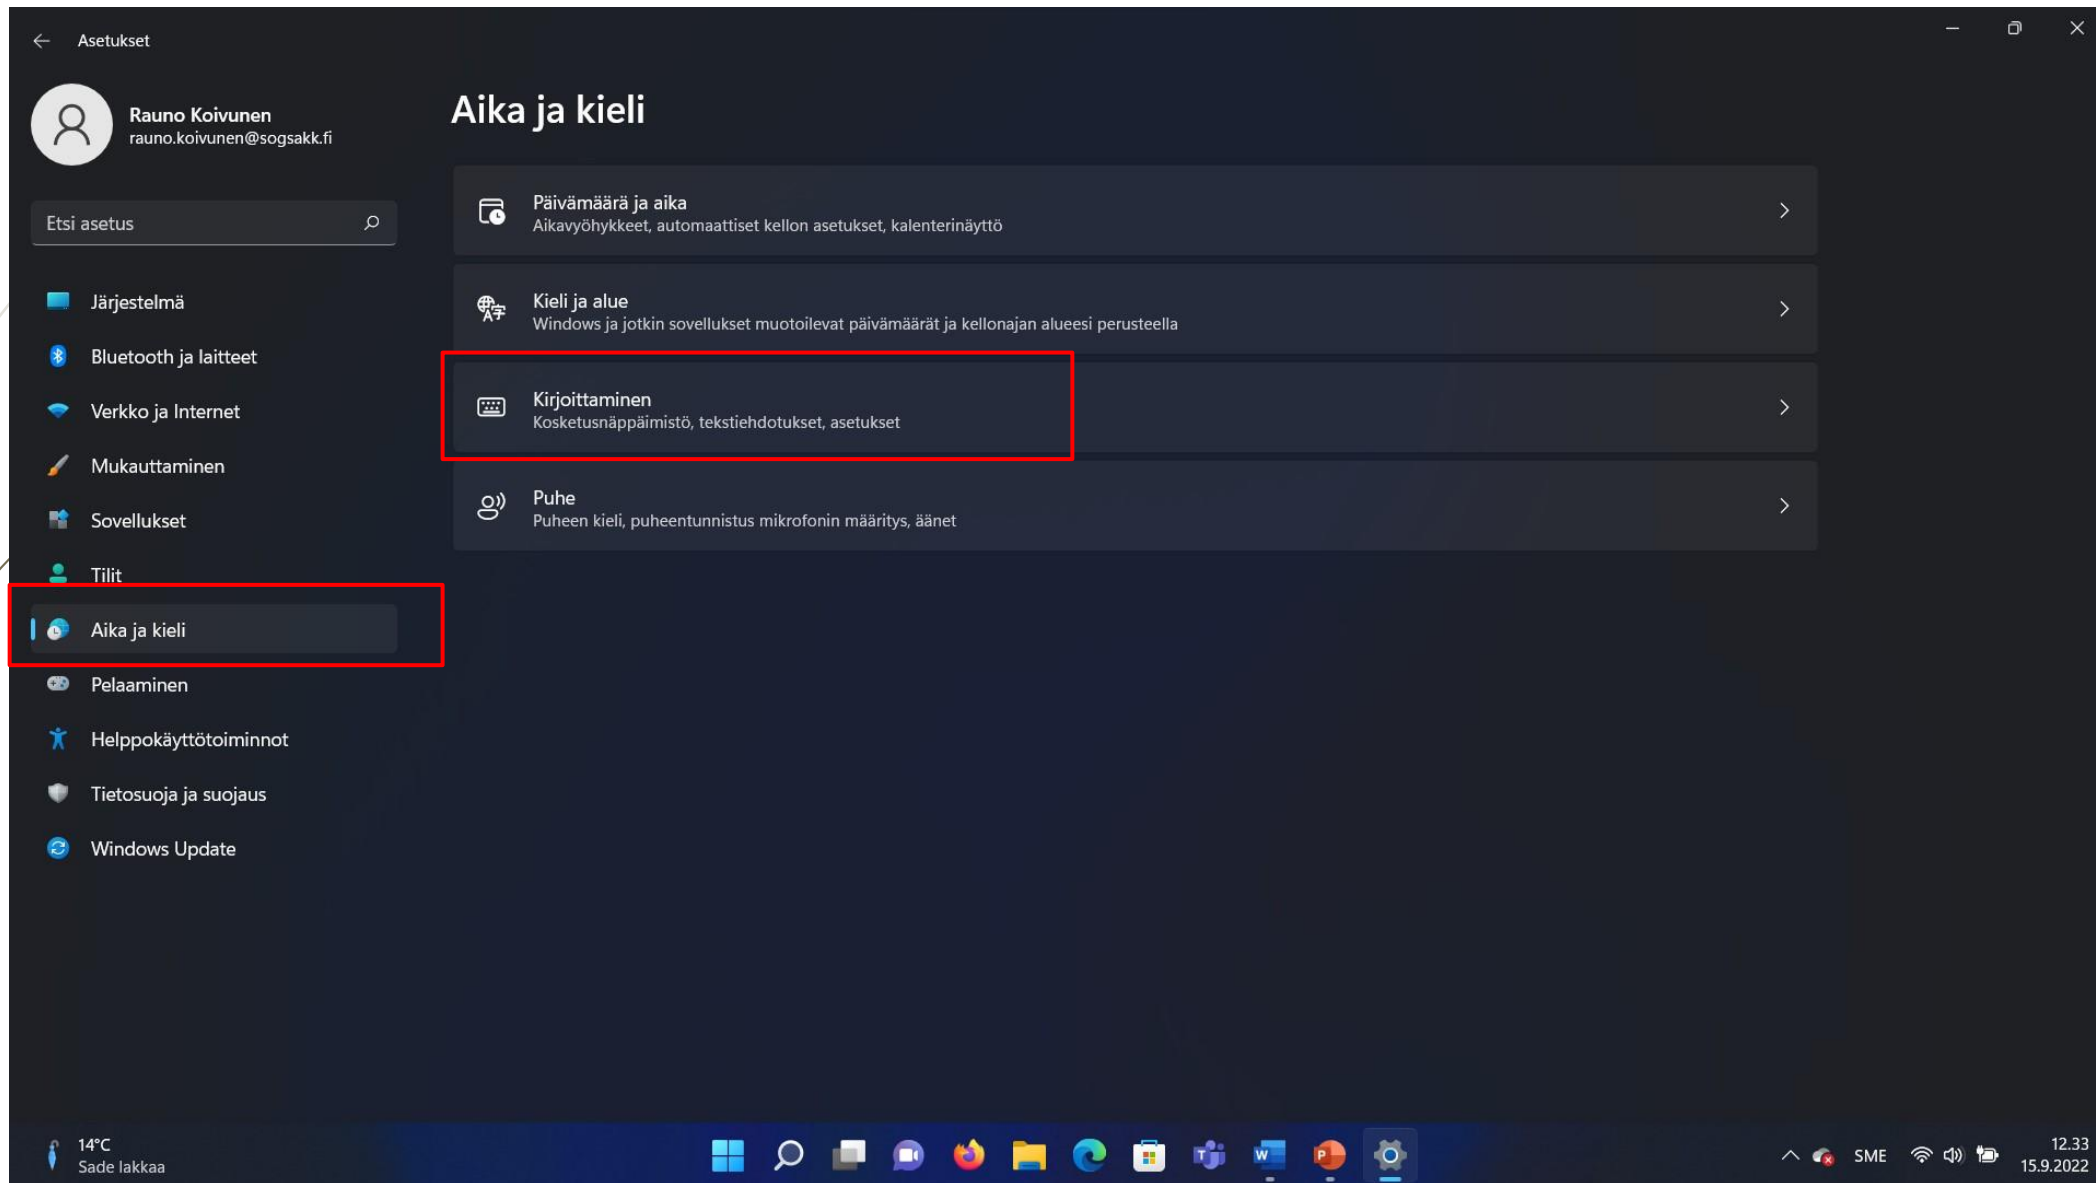 Asetukset
Rauno Koivunen
rauno.koivunen@sogsakk.fi
Etsi asetus
Järjestelmä
Bluetooth ja laitteet
Verkko ja Internet
Mukauttaminen
Sovellukset
Tilit
Aika ja kieli
Pelaaminen
Helppokäyttötoiminnot
Tietosuoja ja suojaus
Windows Update
Aika ja kieli
Päivämäärä ja aika
Aikavyöhykkeet, automaattiset kellon asetukset, kalenterinäyttö
Kieli ja alue
Windows ja jotkin sovellukset muotoilevat päivämäärät ja kellonajan alueesi perusteella
Kirjoittaminen
Kosketusnäppäimistö, tekstiehdotukset, asetukset
Puhe
Puheen kieli, puheentunnistus mikrofonin määritys, äänet
14°C
Sade lakkaa
SME
12.33
15.9.2022